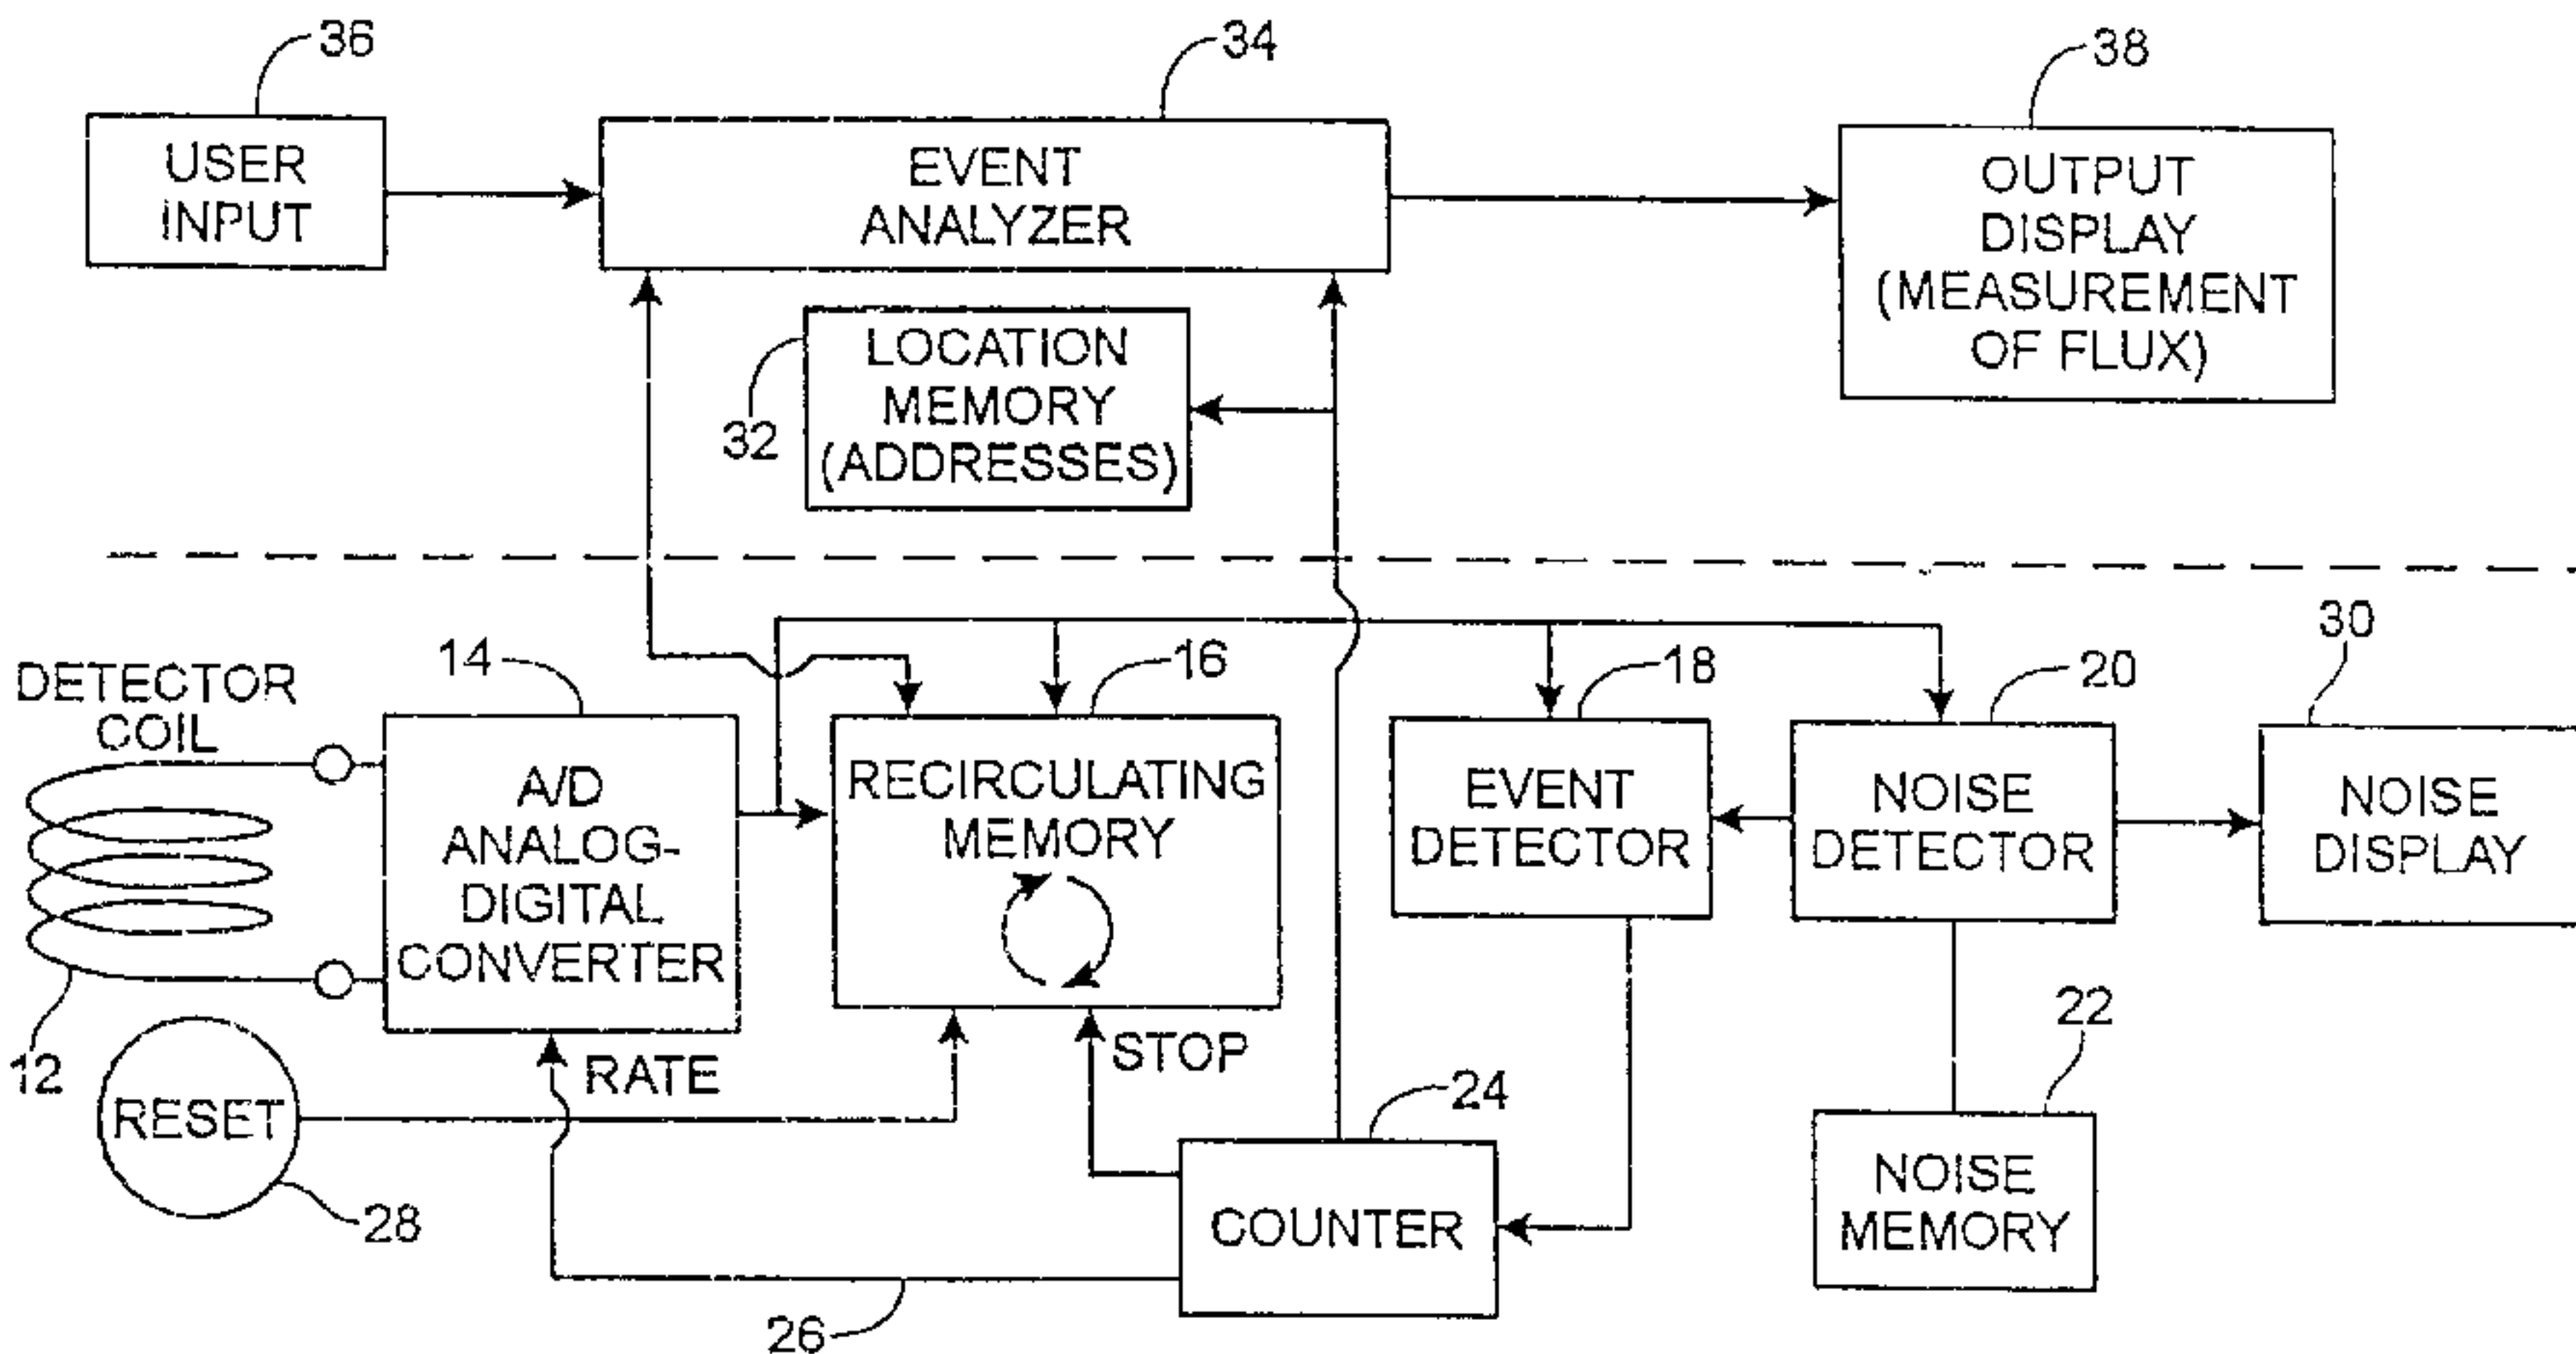 36
34
38
USER
INPUT
EVENT
ANALYZER
OUTPUT
DISPLAY
(MEASUREMENT
OF FLUX)
LOCATION
MEMORY
(ADDRESSES)
32
DETECTOR
COIL
14
16
18
20
30
A/D
ANALOG-
DIGITAL
CONVERTER
RECIRCULATING
MEMORY
EVENT
DETECTOR
NOISE
DETECTOR
NOISE
DISPLAY
12
RESET
28
RATE
STOP
24
22
COUNTER
NOISE
MEMORY
26